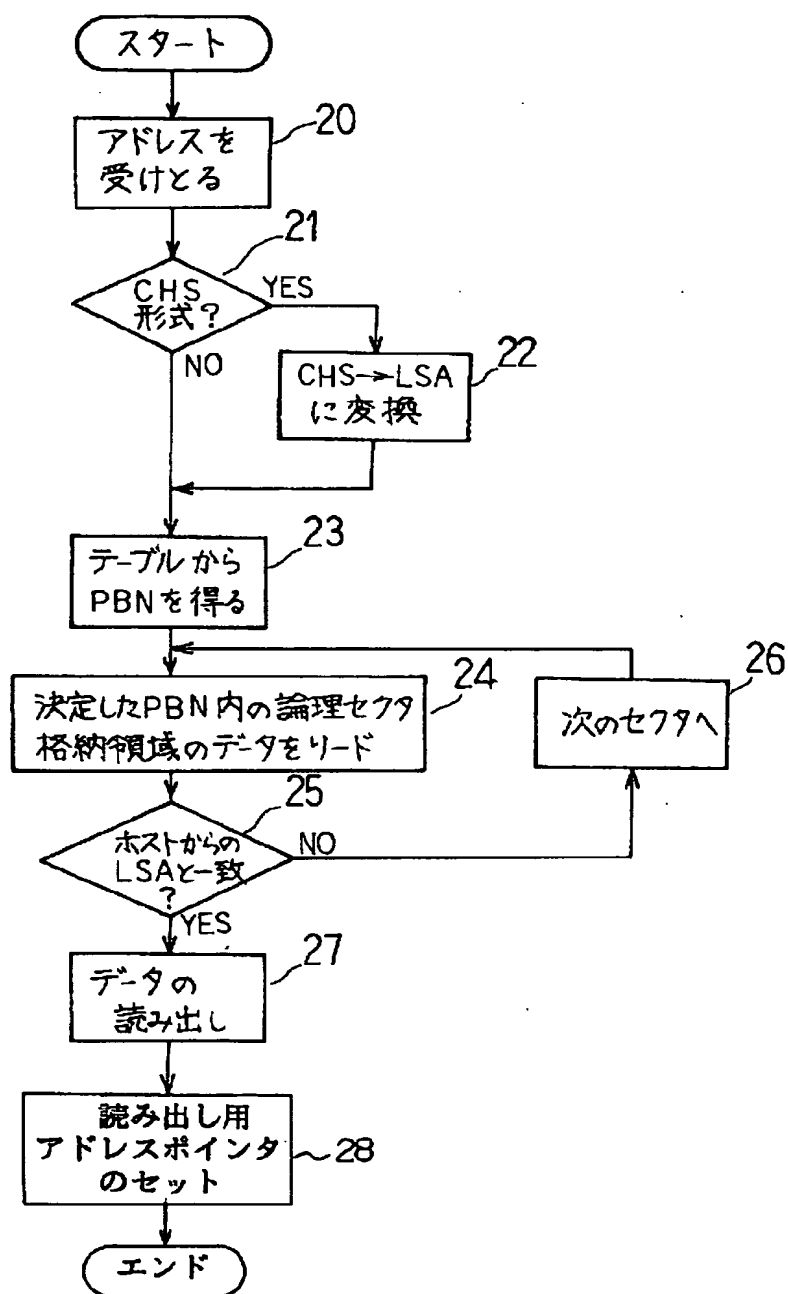 スタート
20
アドレスを
受けとる
21
CHS
形式?
YES
NO
22
CHS→LSA
に変換
23
テーブルから
PBNを得る
24
決定したPBN内の論理セクタ
格納領域のデータをリード
26
次のセクタへ
25
ホストからの
LSAと一致
?
NO
YES
27
データの
読み出し
読み出し用
アドレスポインタ
のセット
28
エンド